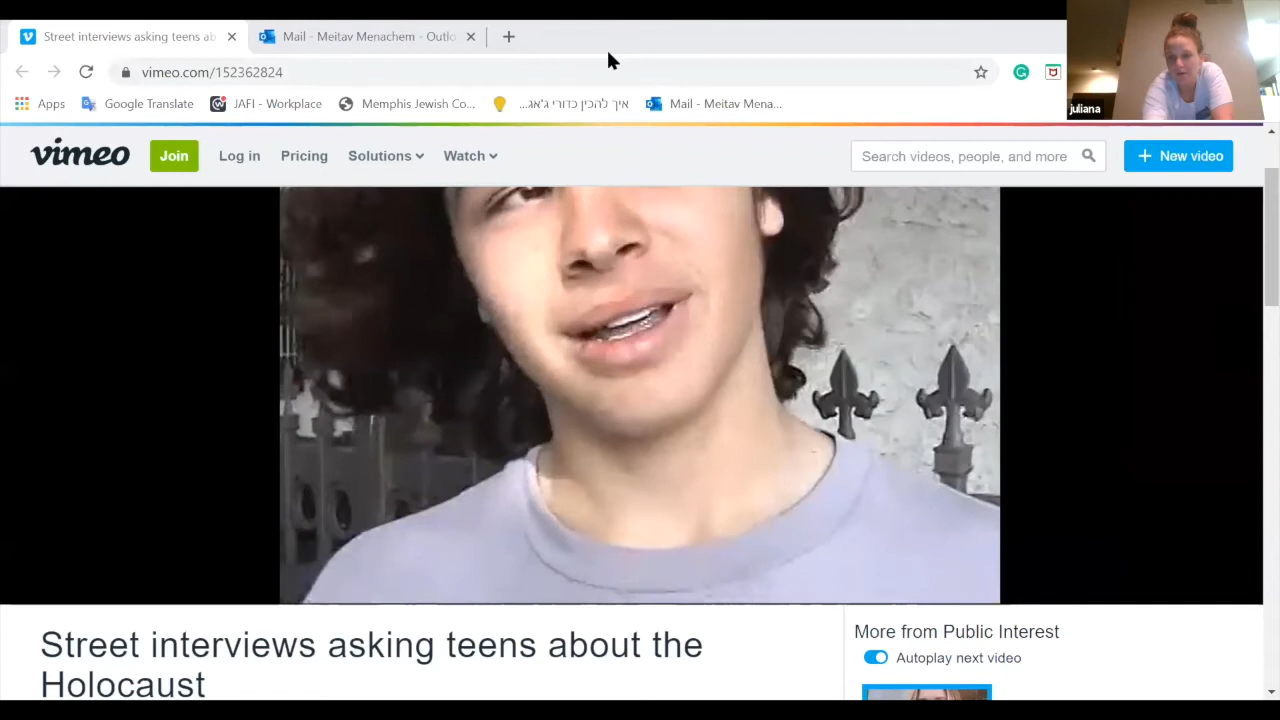 Street interviews asking teens ab
Mail - Meitav Menachem - Outlo
vimeo.com/152362824
Apps
Google Translate
JAFI - Workplace
Memphis Jewish Co...
איך להכין כדורי ג'אג...
Mail - Meitav Mena...
juliana
vimeo
Join
Log in
Pricing
Solutions
Watch
Search videos, people, and more
+ New video
Street interviews asking teens about the
Holocaust
More from Public Interest
Autoplay next video